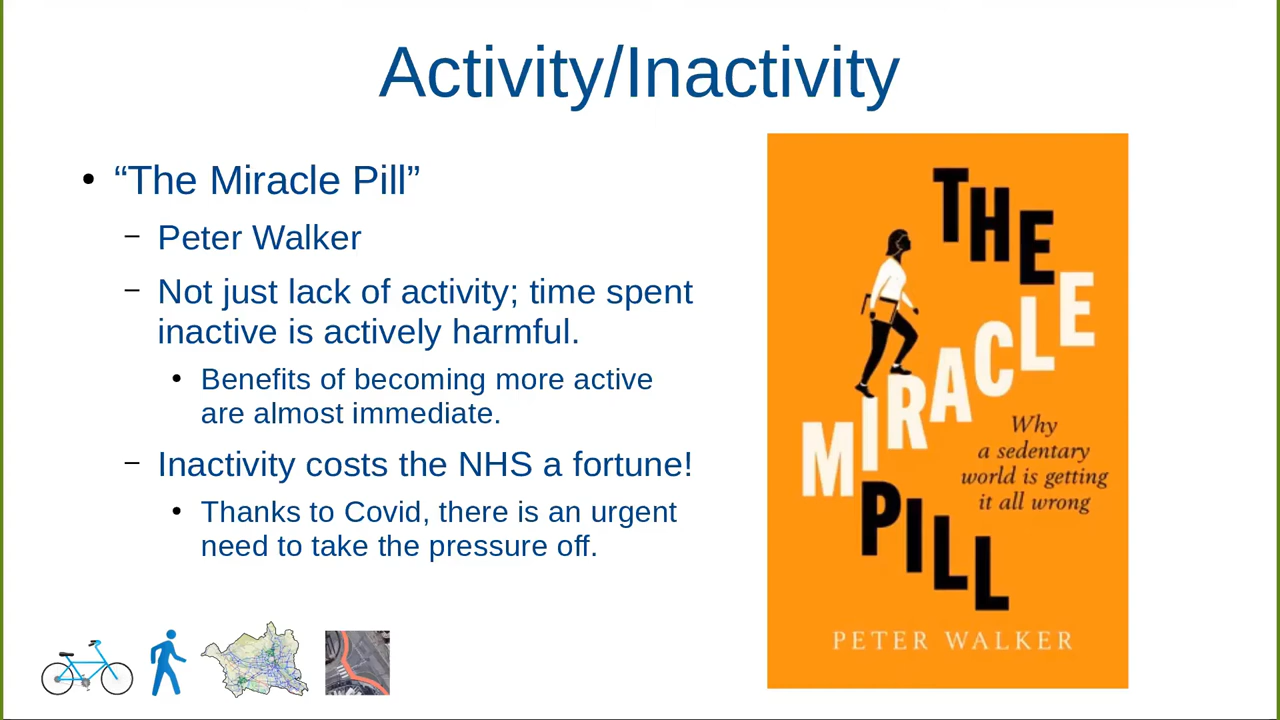 Activity/Inactivity
“The Miracle Pill”
Peter Walker
Not just lack of activity; time spent
inactive is actively harmful.
Benefits of becoming more active
are almost immediate.
Inactivity costs the NHS a fortune!
Thanks to Covid, there is an urgent
need to take the pressure off.
THE
MIRACLE
Why
a sedentary
world is getting
it all wrong
PILL
PETER WALKER